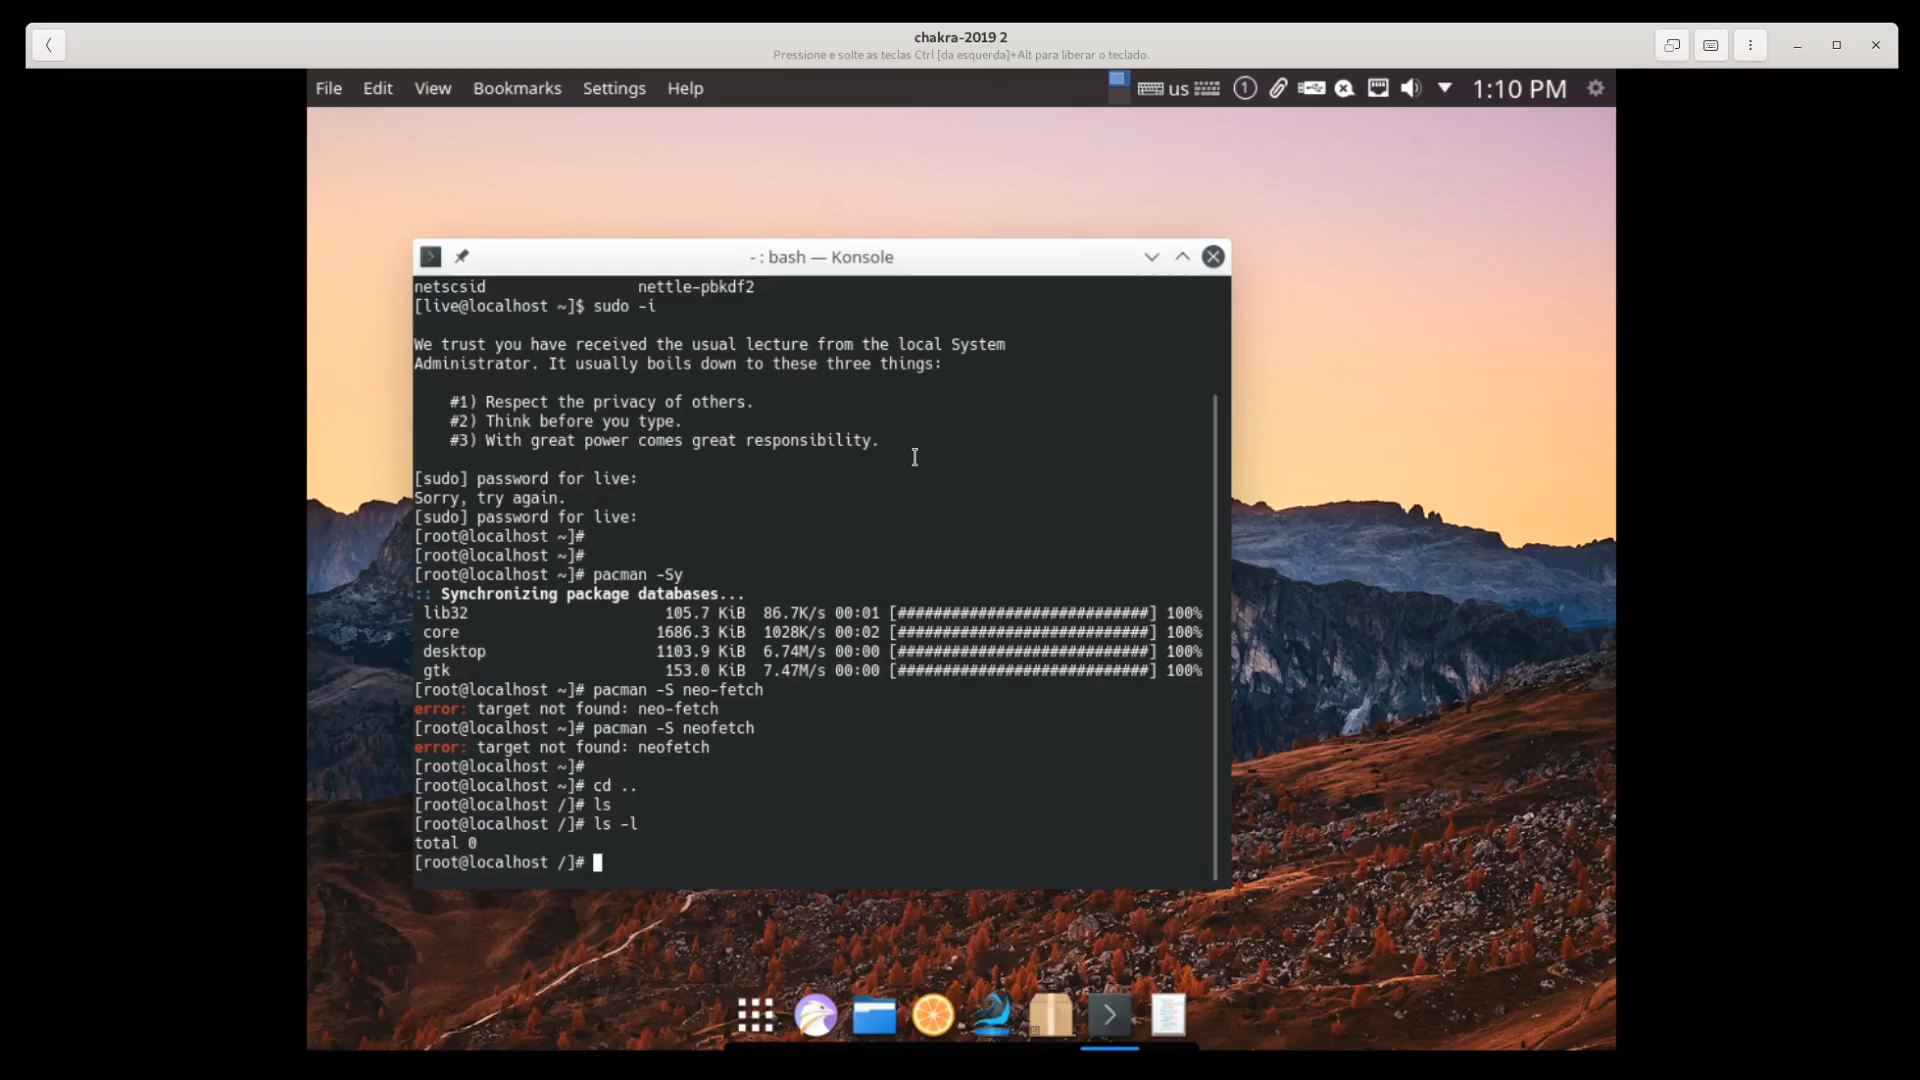 chakra-2019 2
Pressione e solte as teclas Ctrl [da esquerda]+Alt para liberar o teclado.
File Edit View Bookmarks Settings Help us 1 1:10 PM
- : bash — Konsole
netscsid nettle-pbkdf2
[live@localhost ~]$ sudo -i
We trust you have received the usual lecture from the local System
Administrator. It usually boils down to these three things:
#1) Respect the privacy of others.
#2) Think before you type.
#3) With great power comes great responsibility.
[sudo] password for live:
Sorry, try again.
[sudo] password for live:
[root@localhost ~]#
[root@localhost ~]#
[root@localhost ~]# pacman -Sy
:: Synchronizing package databases...
lib32 105.7 KiB 86.7K/s 00:01 [############################] 100%
core 1686.3 KiB 1028K/s 00:02 [############################] 100%
desktop 1103.9 KiB 6.74M/s 00:00 [############################] 100%
gtk 153.0 KiB 7.47M/s 00:00 [############################] 100%
[root@localhost ~]# pacman -S neo-fetch
error: target not found: neo-fetch
[root@localhost ~]# pacman -S neofetch
error: target not found: neofetch
[root@localhost ~]#
[root@localhost ~]# cd ..
[root@localhost /]# ls
[root@localhost /]# ls -l
total 0
[root@localhost /]#